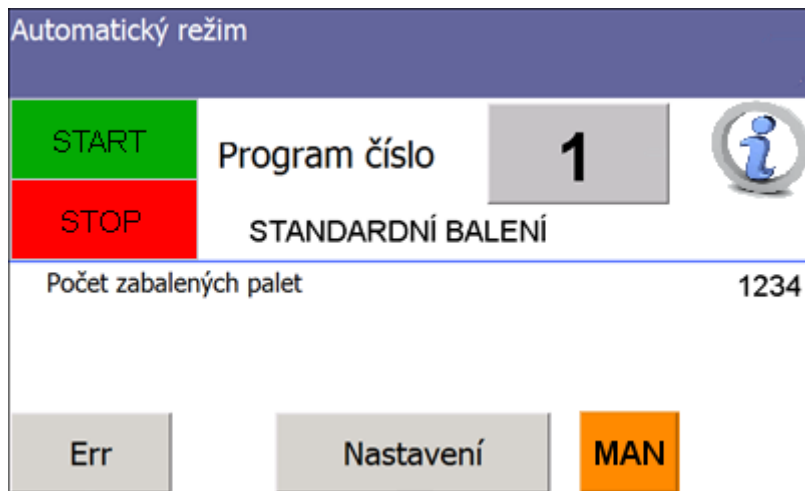 Automatický režim
START
Program číslo
1
STOP
STANDARDNÍ BALENÍ
Počet zabalených palet
1234
Err
Nastavení
MAN